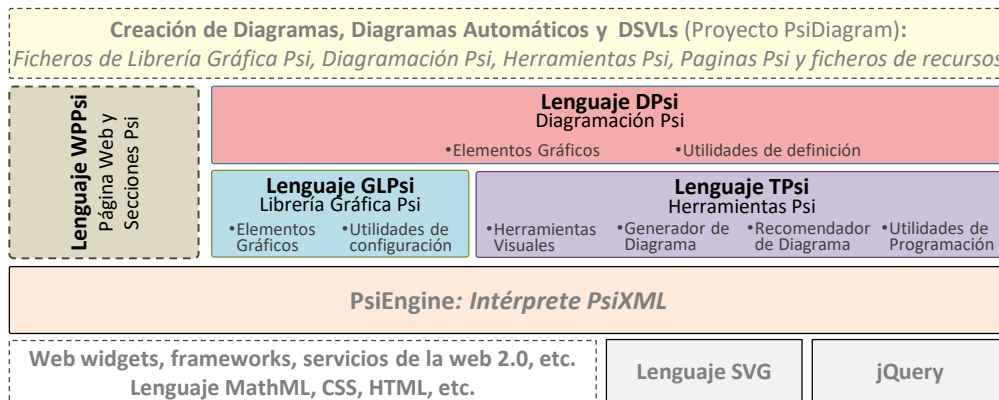 Creación de Diagramas, Diagramas Automáticos y DSVLs (Proyecto PsiDiagram):
Ficheros de Librería Gráfica Psi, Diagramación Psi, Herramientas Psi, Paginas Psi y ficheros de recursos
Lenguaje WPPsi
Página Web y
Secciones Psi
Lenguaje DPsi
Diagramación Psi
•Elementos Gráficos •Utilidades de definición
Lenguaje GLPsi
Librería Gráfica Psi
•Elementos •Utilidades de
Gráficos configuración
Lenguaje TPsi
Herramientas Psi
•Herramientas •Generador de •Recomendador •Utilidades de
Visuales Diagrama de Diagrama Programación
PsiEngine: Intérprete PsiXML
Web widgets, frameworks, servicios de la web 2.0, etc.
Lenguaje MathML, CSS, HTML, etc.
Lenguaje SVG
jQuery